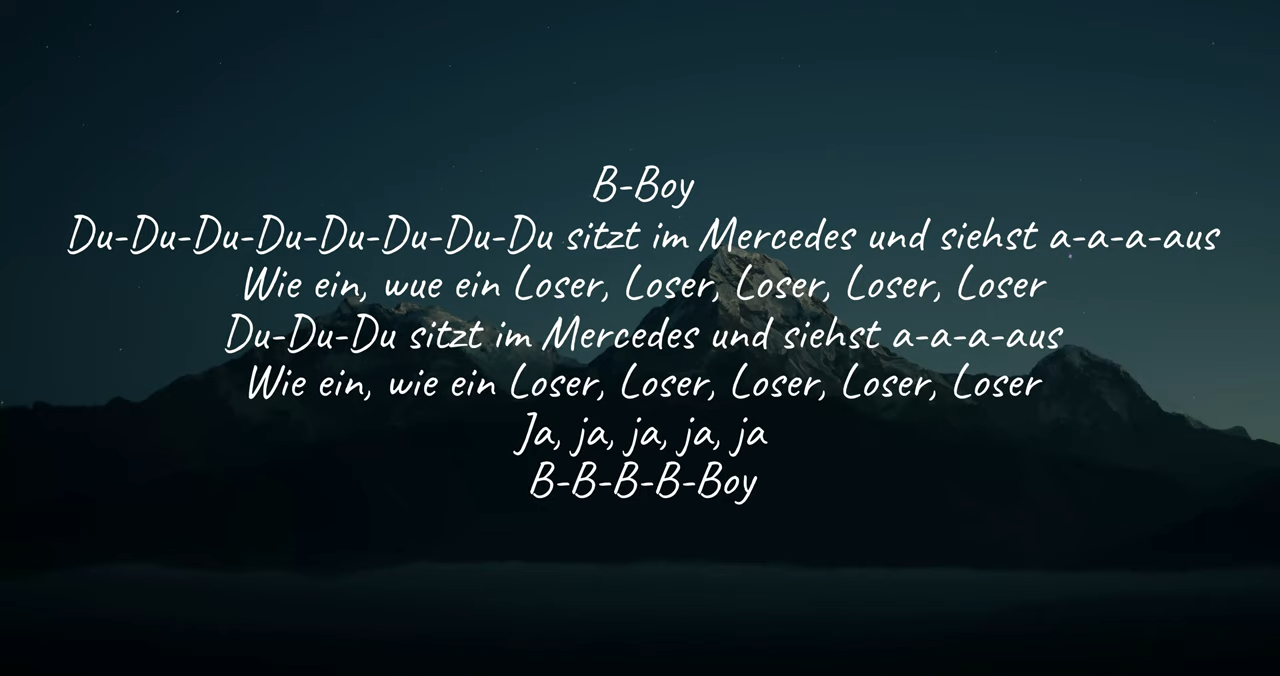 B-Boy
Du-Du-Du-Du-Du-Du-Du-Du sitzt im Mercedes und siehst a-a-a-aus
Wie ein, wue ein Loser, Loser, Loser, Loser, Loser
Du-Du-Du sitzt im Mercedes und siehst a-a-a-aus
Wie ein, wie ein Loser, Loser, Loser, Loser, Loser
Ja, ja, ja, ja, ja
B-B-B-B-Boy